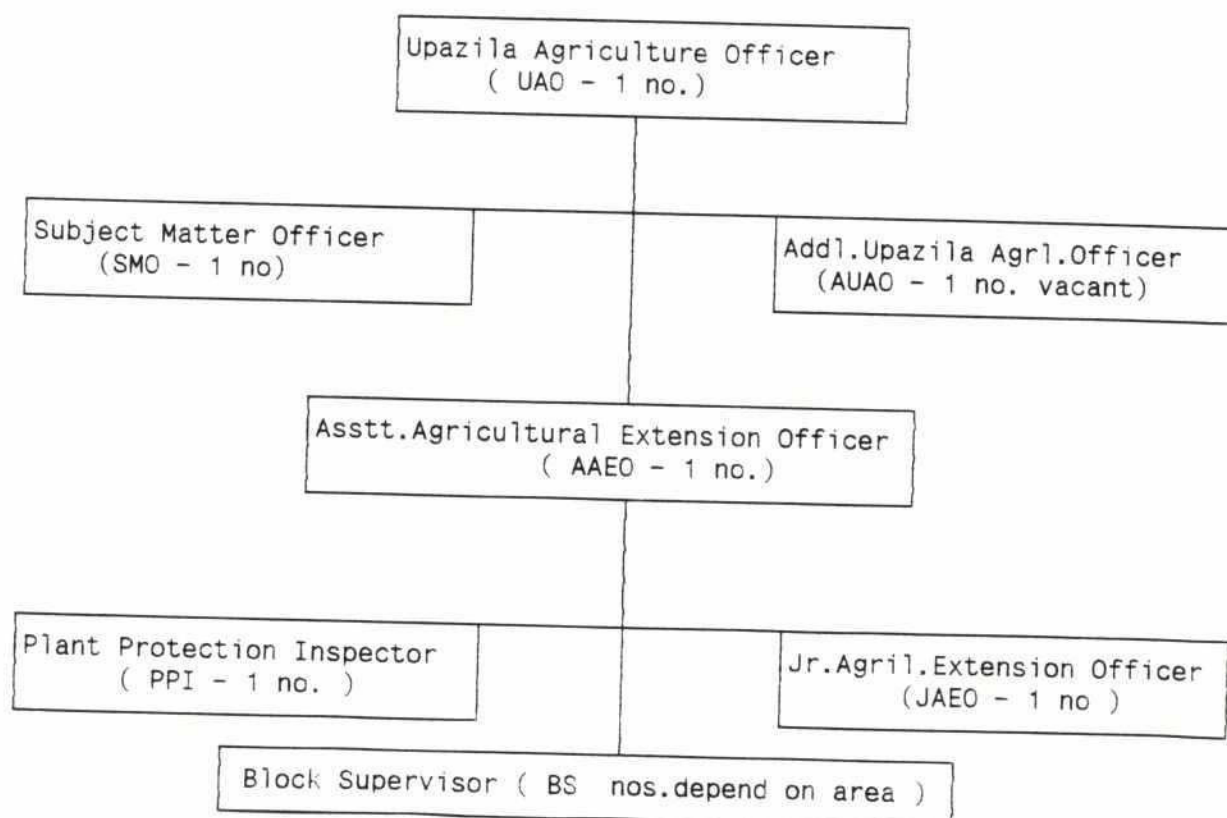 Upazila Agriculture Officer
( UAO - 1 no.)
Subject Matter Officer
(SMO - 1 no)
Addl.Upazila Agrl.Officer
(AUAO - 1 no. vacant)
Asstt.Agricultural Extension Officer
( AAEO - 1 no.)
Plant Protection Inspector
( PPI - 1 no. )
Jr.Agril.Extension Officer
(JAEO - 1 no )
Block Supervisor ( BS nos.depend on area )